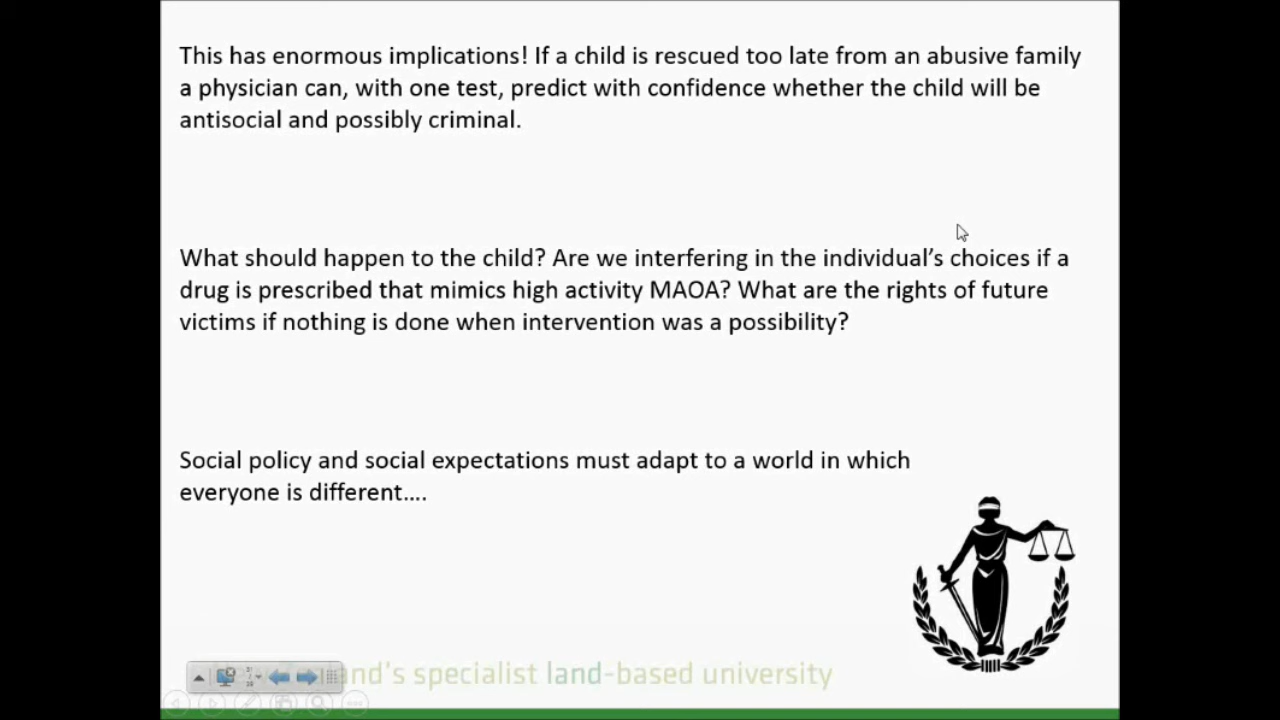 This has enormous implications! If a child is rescued too late from an abusive family
a physician can, with one test, predict with confidence whether the child will be
antisocial and possibly criminal.
What should happen to the child? Are we interfering in the individual’s choices if a
drug is prescribed that mimics high activity MAOA? What are the rights of future
victims if nothing is done when intervention was a possibility?
Social policy and social expectations must adapt to a world in which
everyone is different....
specialist land-based university